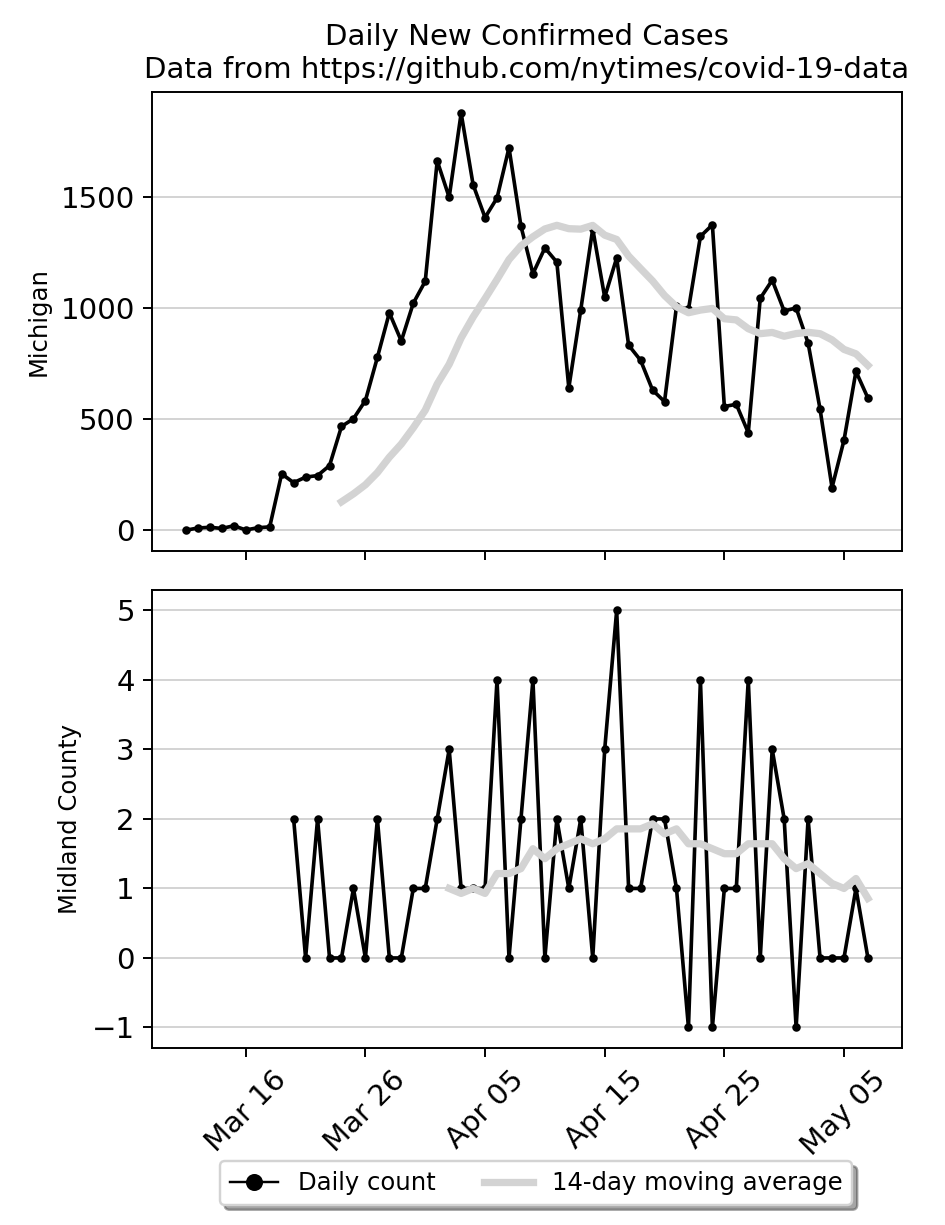 Daily New Confirmed Cases
Data from https://github.com/nytimes/covid-19-data
Michigan
1500
1000
500
0
Midland County
5
4
3
2
1
0
−1
Mar 16
Mar 26
Apr 05
Apr 15
Apr 25
May 05
Daily count
14-day moving average